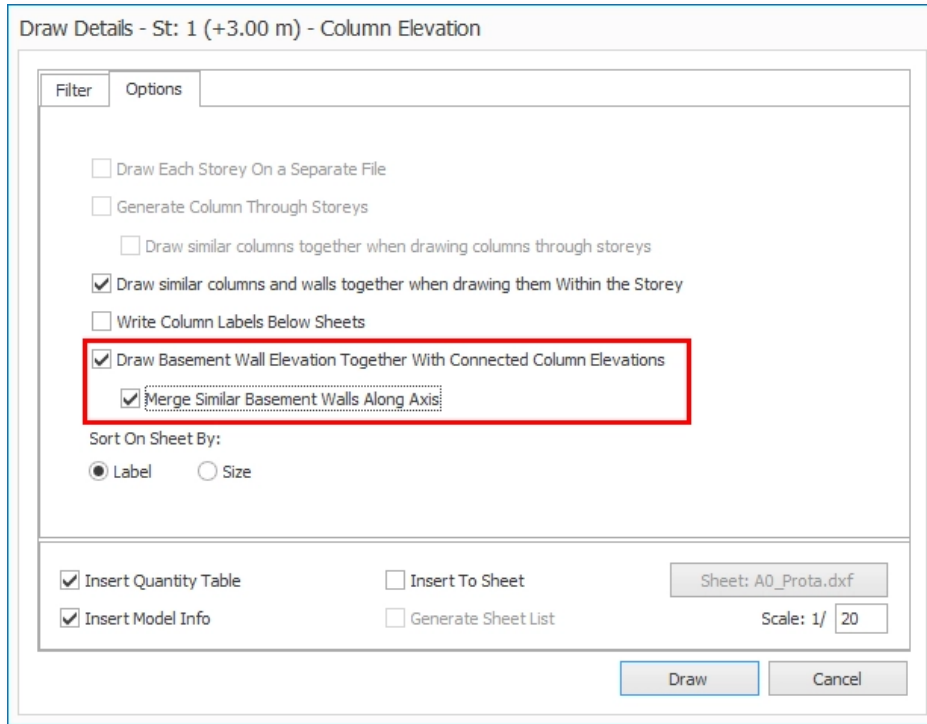 Draw Details - St: 1 (+3.00 m) - Column Elevation
Filter Options
Draw Each Storey On a Separate File
Generate Column Through Storeys
Draw similar columns together when drawing columns through storeys
Draw similar columns and walls together when drawing them Within the Storey
Write Column Labels Below Sheets
Draw Basement Wall Elevation Together With Connected Column Elevations
Merge Similar Basement Walls Along Axis
Sort On Sheet By:
Label Size
Insert Quantity Table Insert To Sheet Sheet: A0_Prota.dxf
Insert Model Info Generate Sheet List Scale: 1/ 20
Draw Cancel